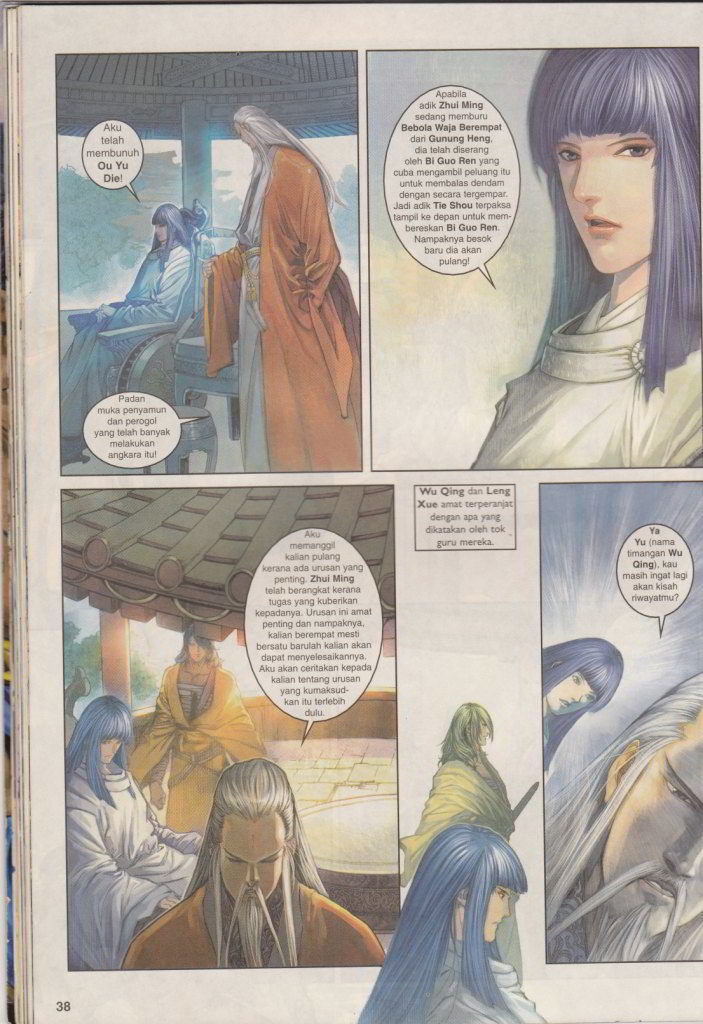 Aku
telah
membunuh
Ou Yu
Die!
Padan
muka penyamun
dan perogol
yang telah banyak
melakukan
angkara itu!
Apabila
adik Zhui Ming
sedang memburu
Bebola Waja Berempat
dari Gunung Heng,
dia telah diserang
oleh Bi Guo Ren yang
cuba mengambil peluang itu
untuk membalas dendam
dengan secara tergempar.
Jadi adik Tie Shou terpaksa
tampil ke depan untuk mem-
bereskan Bi Guo Ren.
Nampaknya besok
baru dia akan
pulang!
Aku
memanggil
kalian pulang
kerana ada urusan yang
penting. Zhui Ming
telah berangkat kerana
tugas yang kuberikan
kepadanya. Urusan ini amat
penting dan nampaknya,
kalian berempat mesti
bersatu barulah kalian akan
dapat menyelesaikannya.
Aku akan ceritakan kepada
kalian tentang urusan
yang kumaksud-
kan itu terlebih
dulu.
Wu Qing dan Leng
Xue amat terperanjat
dengan apa yang
dikatakan oleh tok
guru mereka.
Ya
Yu (nama
timangan Wu
Qing), kau
masih ingat lagi
akan kisah
riwayatmu?
38